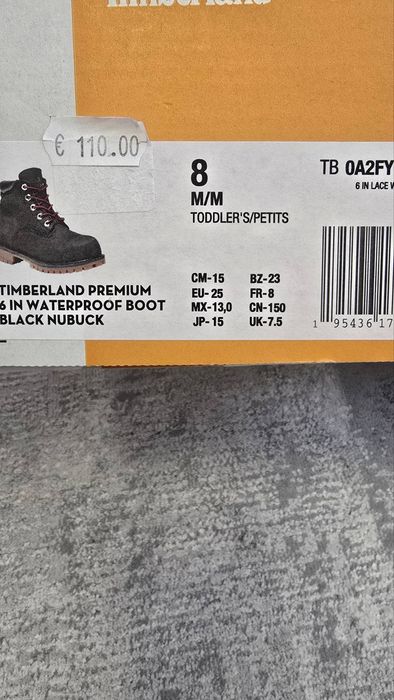 Timberland
€ 110.00
8
M/M
TODDLER'S/PETITS
TB 0A2FY
6 IN LACE W
CM-15 BZ-23
EU-25 FR-8
MX-13,0 CN-150
JP-15 UK-7.5
TIMBERLAND PREMIUM
6 IN WATERPROOF BOOT
BLACK NUBUCK
1 95436 17